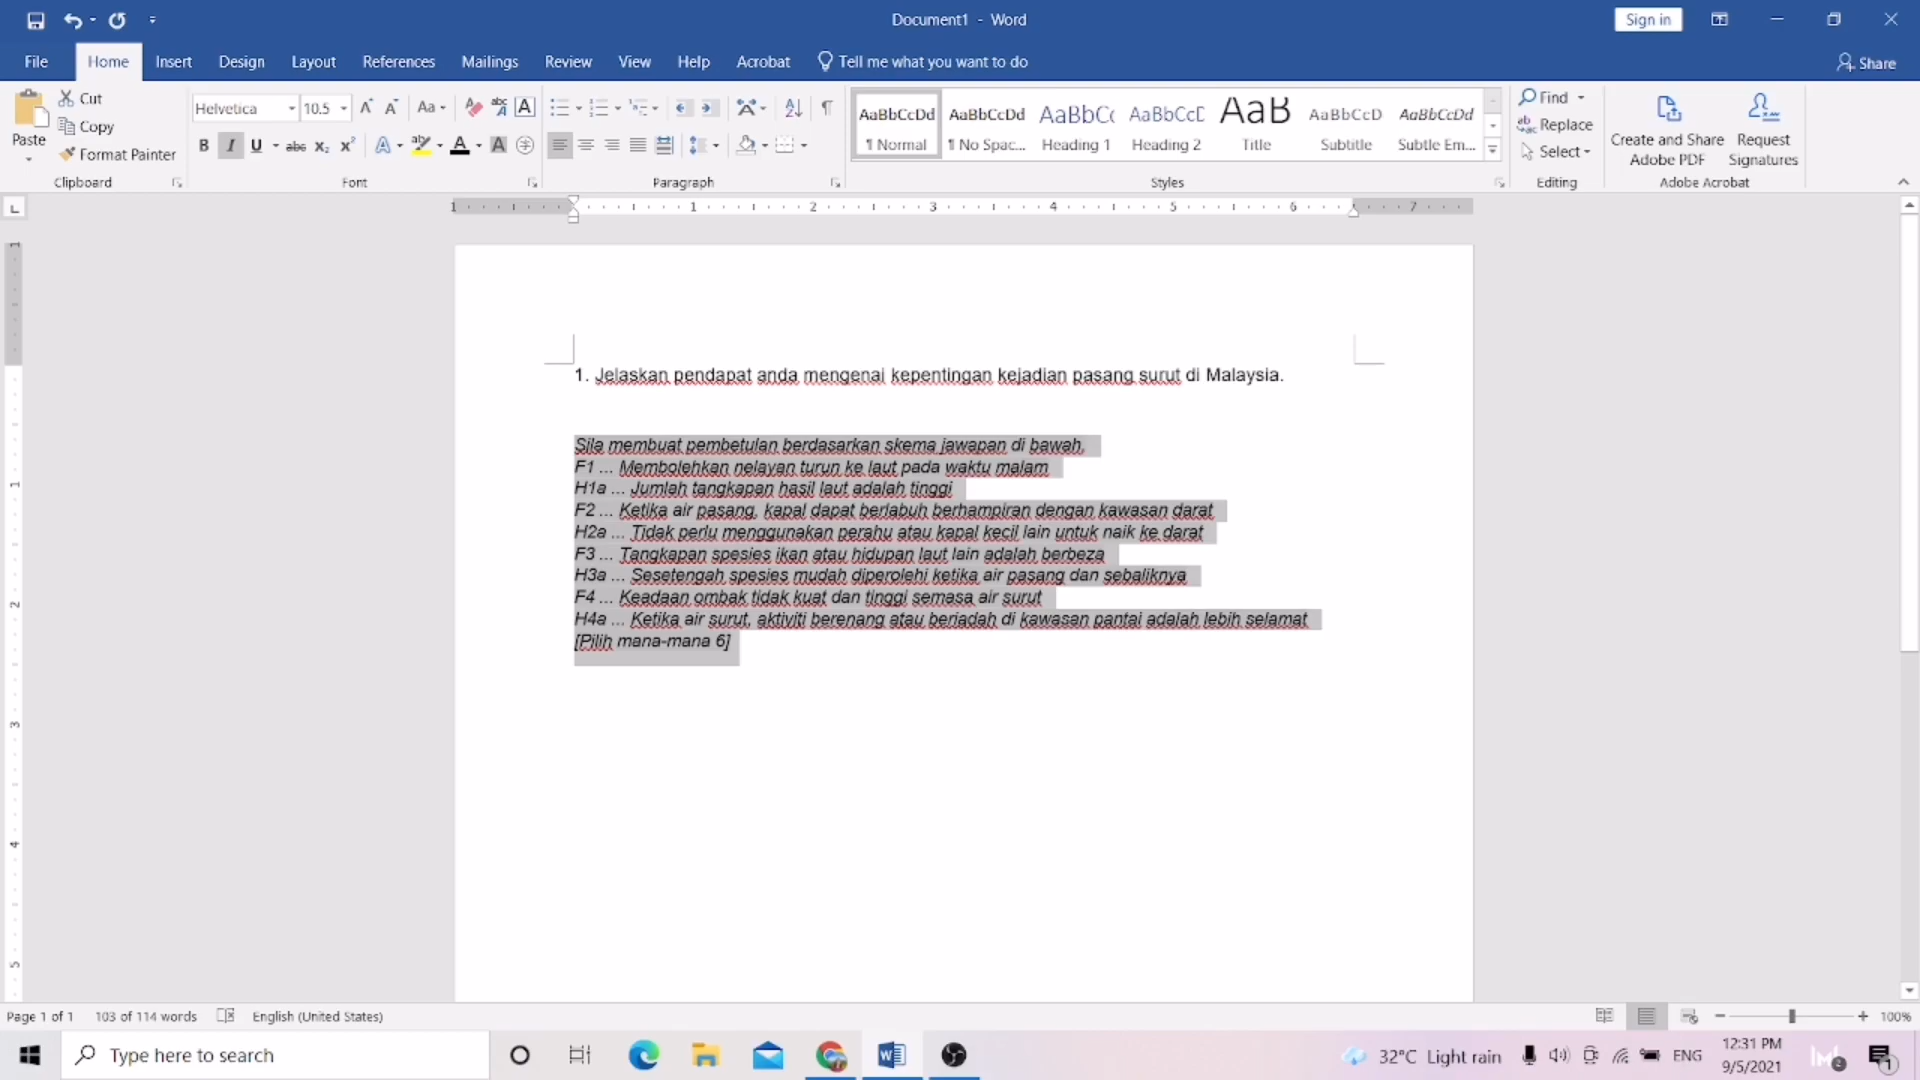 Document1 - Word
Sign in
File
Home
Insert
Design
Layout
References
Mailings
Review
View
Help
Acrobat
Tell me what you want to do
Share
Paste
Cut
Copy
Format Painter
Clipboard
Helvetica
10.5
Font
Paragraph
AaBbCcDd
¶ Normal
AaBbCcDd
¶ No Spac...
AaBbCc
Heading 1
AaBbCcD
Heading 2
AaB
Title
AaBbCcD
Subtitle
AaBbCcDd
Subtle Em...
Styles
Find
Replace
Select
Editing
Create and Share
Adobe PDF
Request
Signatures
Adobe Acrobat
1 1 2 3 4 5 6 7
1. Jelaskan pendapat anda mengenai kepentingan kejadian pasang surut di Malaysia.
Sila membuat pembetulan berdasarkan skema jawapan di bawah,
F1 ... Membolehkan nelayan turun ke laut pada waktu malam
H1a ... Jumlah tangkapan hasil laut adalah tinggi
F2 ... Ketika air pasang, kapal dapat berlabuh berhampiran dengan kawasan darat
H2a ... Tidak perlu menggunakan perahu atau kapal kecil lain untuk naik ke darat
F3 ... Tangkapan spesies ikan atau hidupan laut lain adalah berbeza
H3a ... Sesetengah spesies mudah diperolehi ketika air pasang dan sebaliknya
F4 ... Keadaan ombak tidak kuat dan tinggi semasa air surut
H4a ... Ketika air surut, aktiviti berenang atau beriadah di kawasan pantai adalah lebih selamat
[Pilih mana-mana 6]
Page 1 of 1
103 of 114 words
English (United States)
100%
Type here to search
32°C Light rain
ENG
12:31 PM
9/5/2021